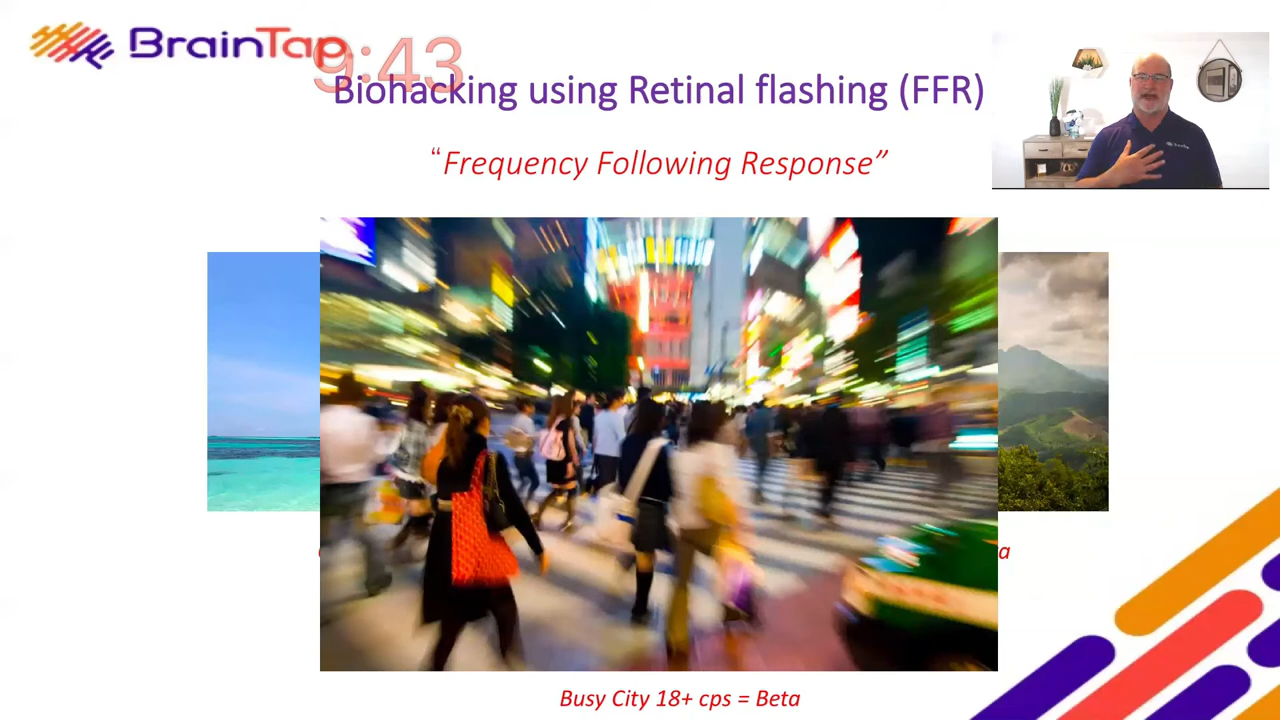 BrainTap
9:43
Biohacking using Retinal flashing (FFR)
“Frequency Following Response”
Busy City 18+ cps = Beta